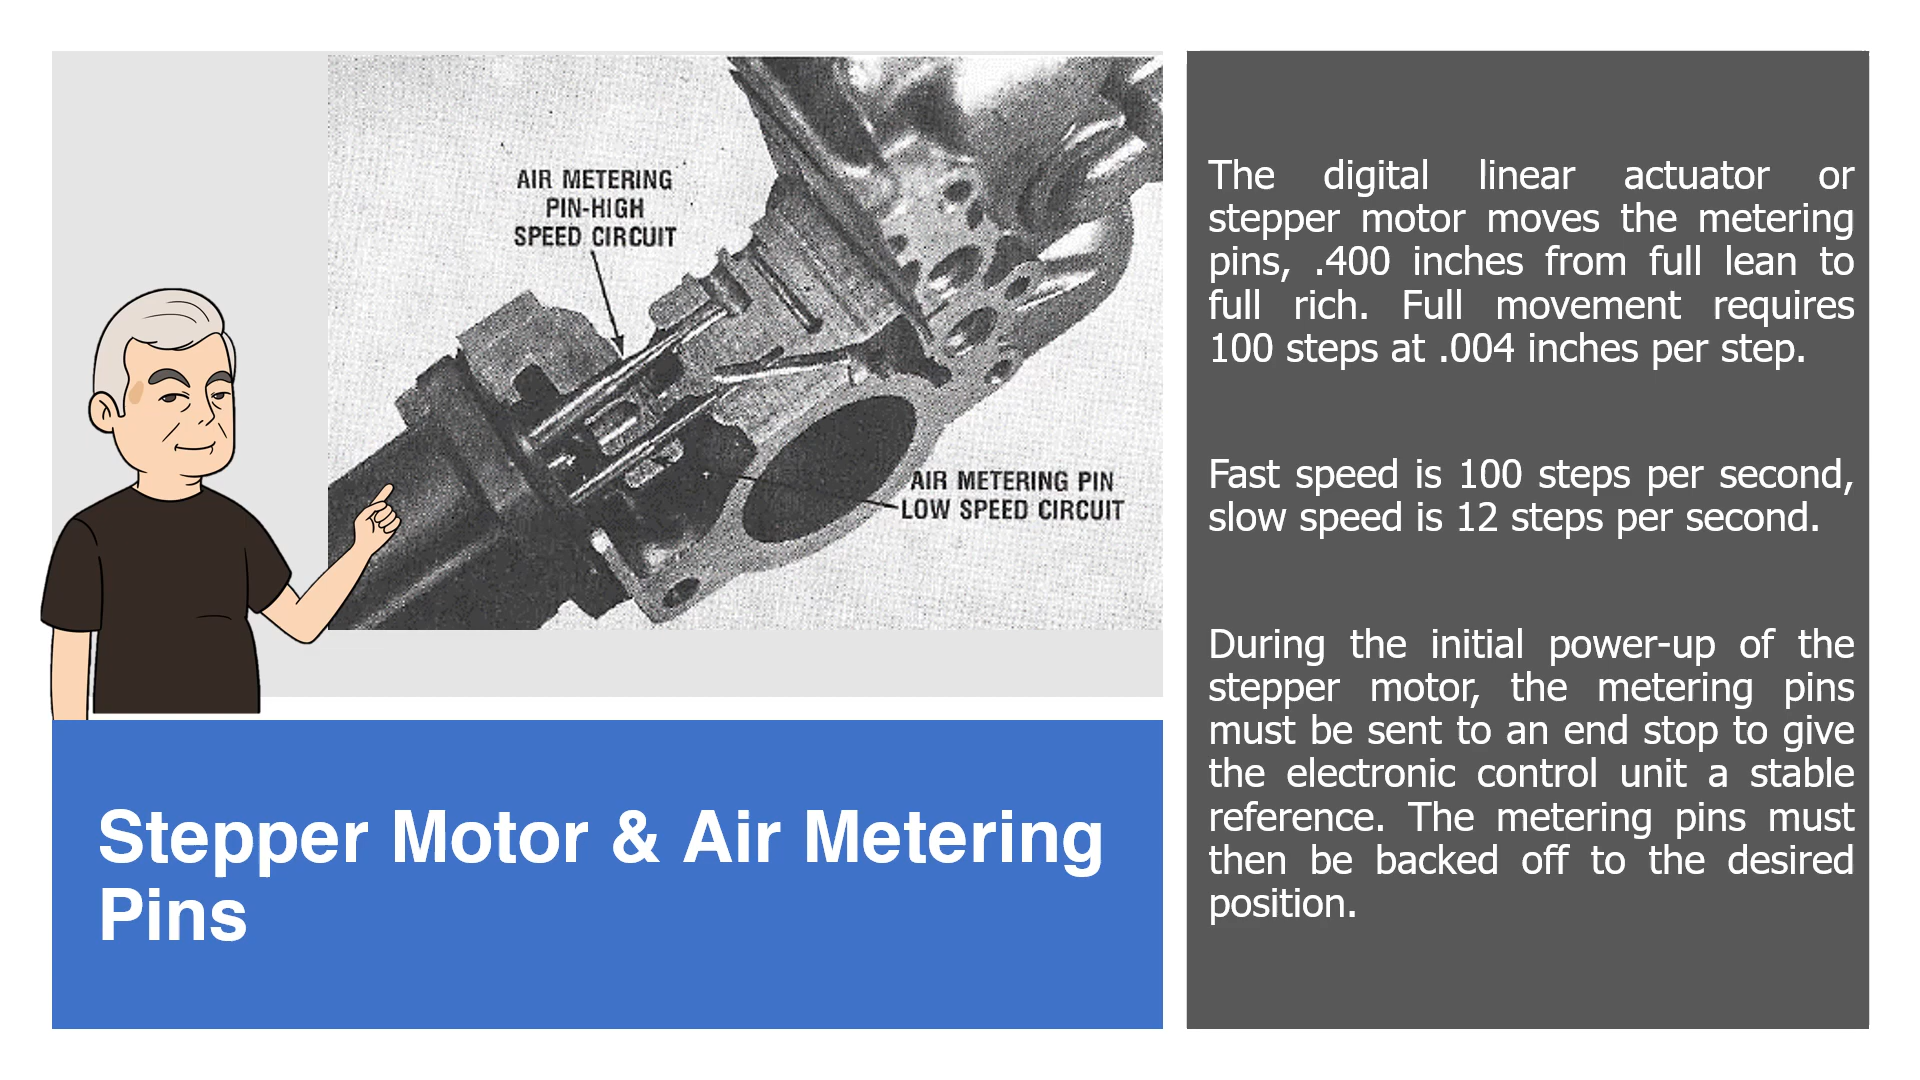 AIR METERING
PIN-HIGH
SPEED CIRCUIT
AIR METERING PIN
LOW SPEED CIRCUIT
Stepper Motor & Air Metering
Pins
The digital linear actuator or
stepper motor moves the metering
pins, .400 inches from full lean to
full rich. Full movement requires
100 steps at .004 inches per step.
Fast speed is 100 steps per second,
slow speed is 12 steps per second.
During the initial power-up of the
stepper motor, the metering pins
must be sent to an end stop to give
the electronic control unit a stable
reference. The metering pins must
then be backed off to the desired
position.